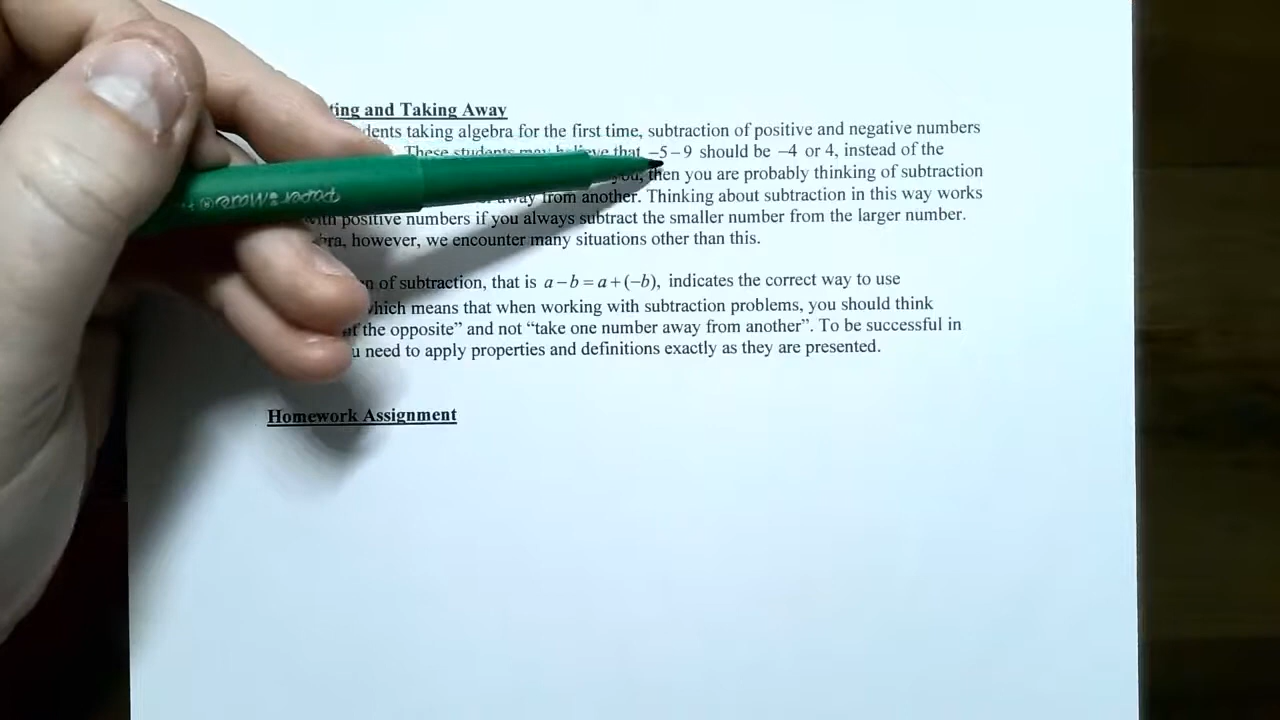 ting and Taking Away
dents taking algebra for the first time, subtraction of positive and negative numbers
These students may believe that −5−9 should be −4 or 4, instead of the
you, then you are probably thinking of subtraction
away from another. Thinking about subtraction in this way works
with positive numbers if you always subtract the smaller number from the larger number.
bra, however, we encounter many situations other than this.
n of subtraction, that is a−b=a+(−b), indicates the correct way to use
which means that when working with subtraction problems, you should think
of the opposite” and not “take one number away from another”. To be successful in
u need to apply properties and definitions exactly as they are presented.
Homework Assignment
Paper Mate®